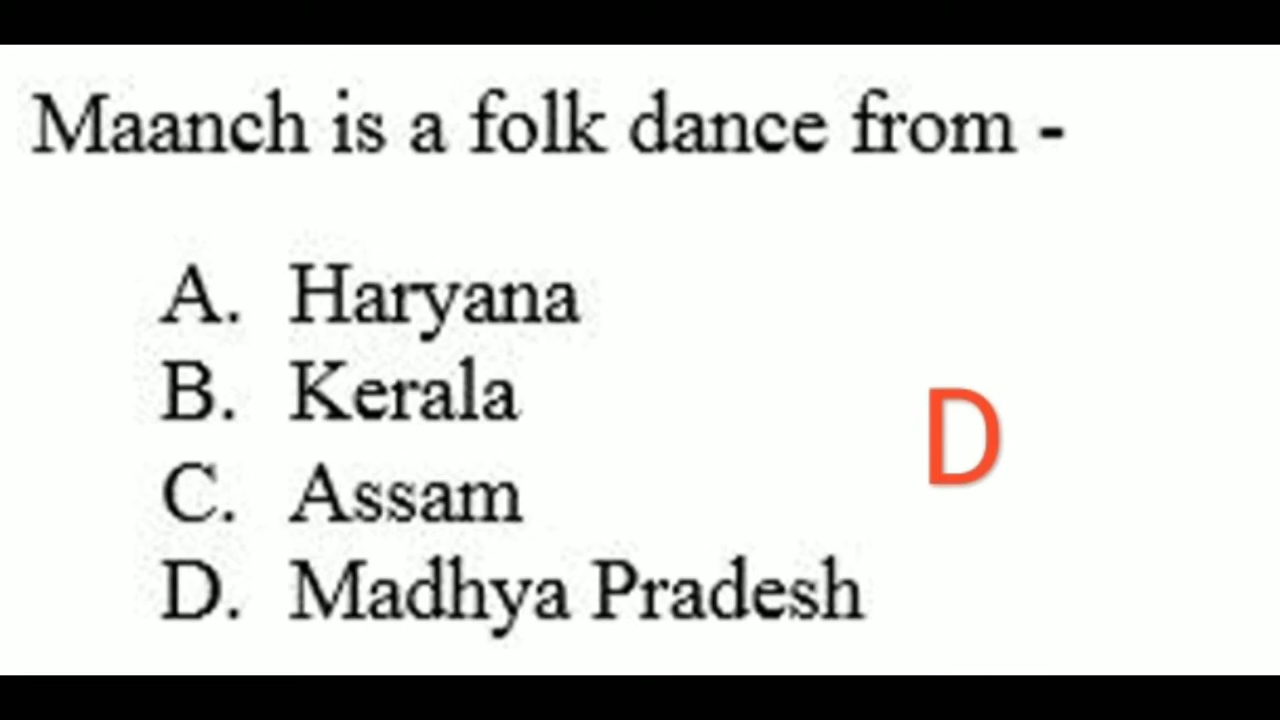 Maanch is a folk dance from -
A. Haryana
B. Kerala
C. Assam
D. Madhya Pradesh
D